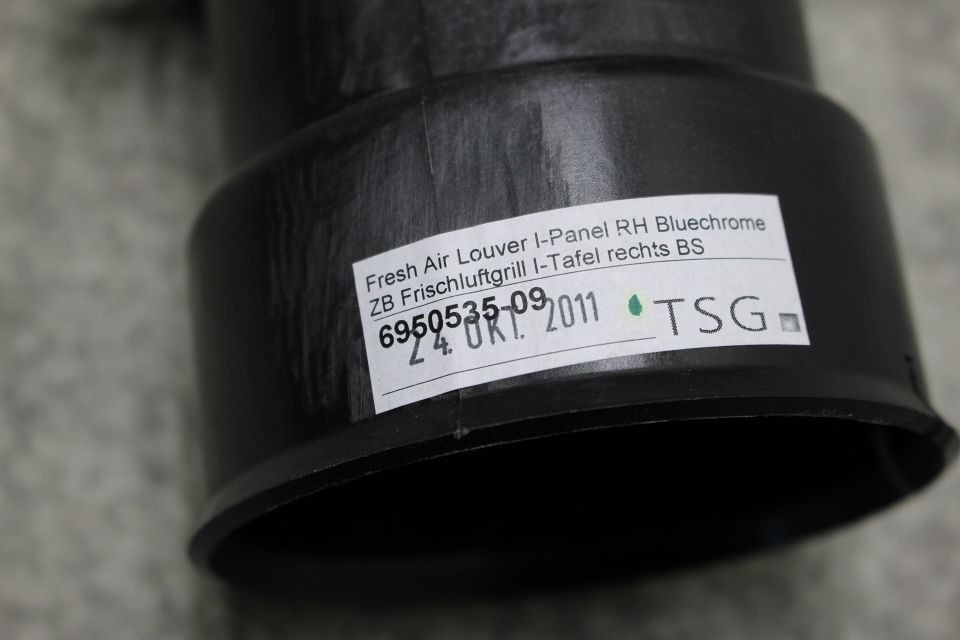 Fresh Air Louver I-Panel RH Bluechrome
ZB Frischluftgrill I-Tafel rechts BS
6950535-09
24. OKT. 2011
TSG